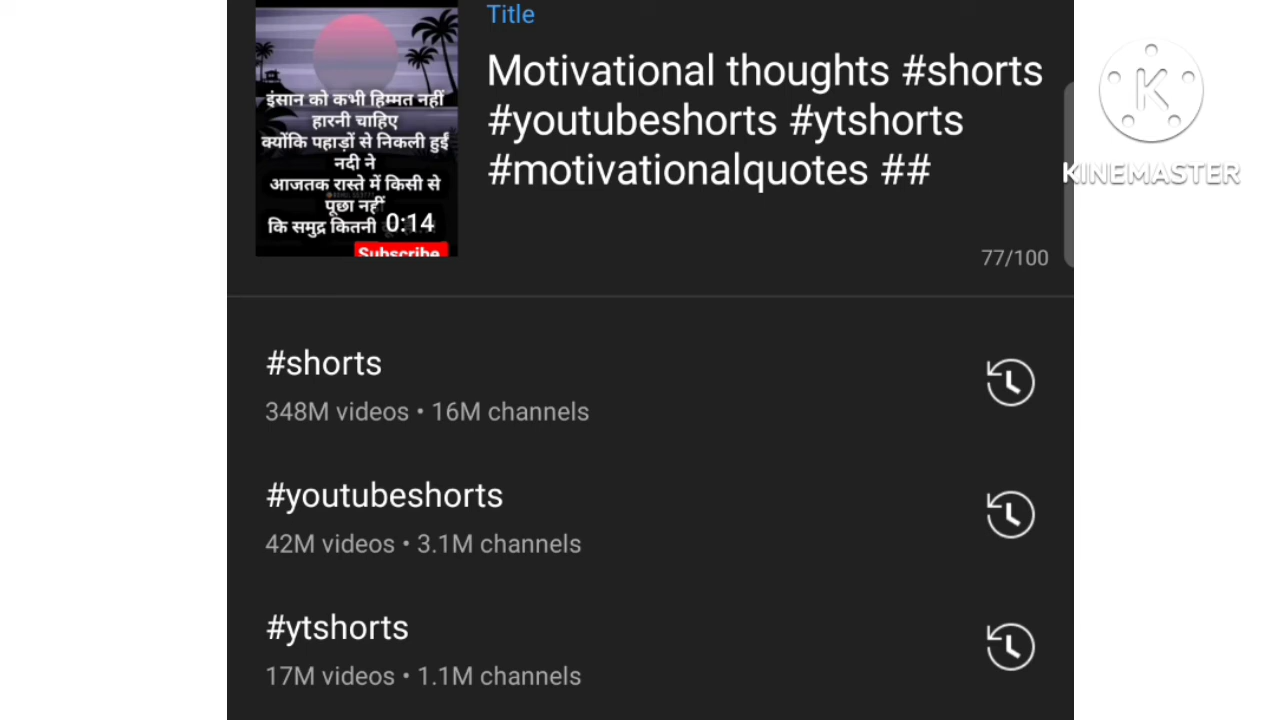 Title
Motivational thoughts #shorts
#youtubeshorts #ytshorts
#motivationalquotes ##
77/100
इंसान को कभी हिम्मत नहीं
हारनी चाहिए
क्योंकि पहाड़ों से निकली हुई
नदी ने
आजतक रास्ते में किसी से
पूछा नहीं
कि समुद्र कितनी
0:14
Subscribe
K
KINEMASTER
#shorts
348M videos • 16M channels
#youtubeshorts
42M videos • 3.1M channels
#ytshorts
17M videos • 1.1M channels